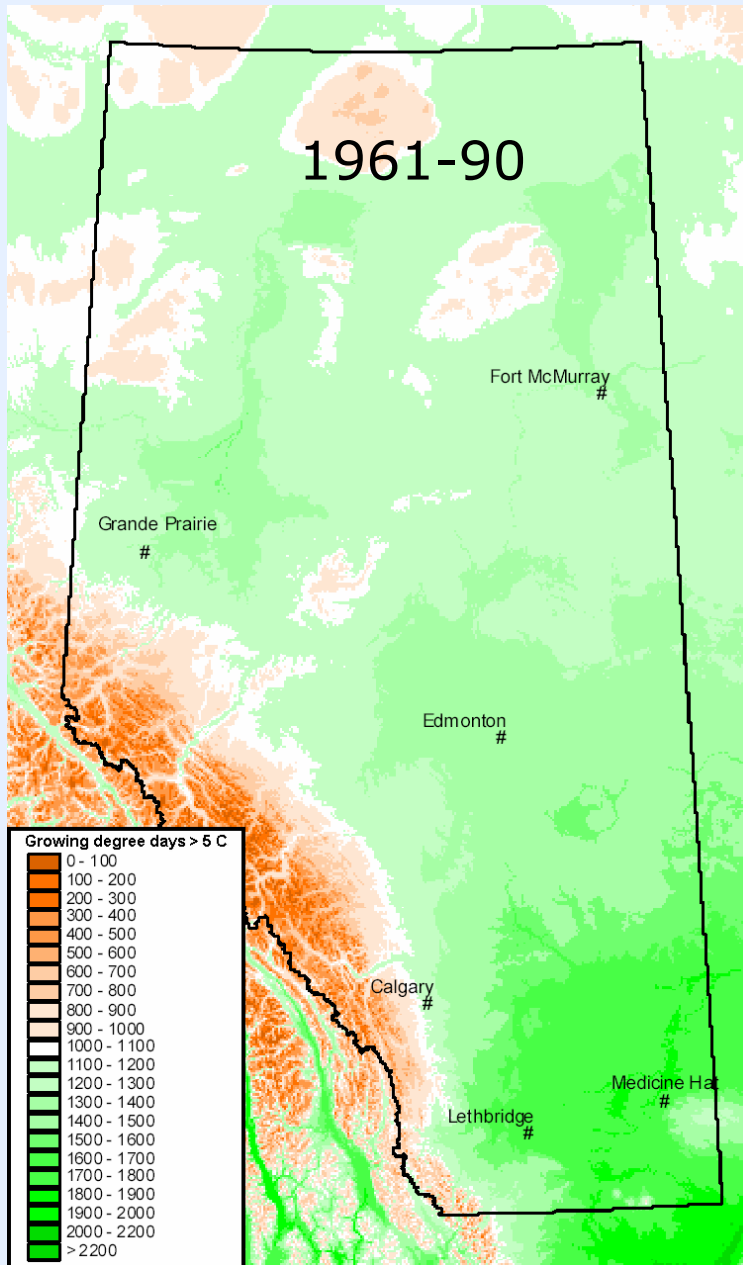 1961-90
Fort McMurray
#
Grande Prairie
#
Edmonton
#
Growing degree days > 5 C
0 - 100
100 - 200
200 - 300
300 - 400
400 - 500
500 - 600
600 - 700
700 - 800
800 - 900
900 - 1000
1000 - 1100
1100 - 1200
1200 - 1300
1300 - 1400
1400 - 1500
1500 - 1600
1600 - 1700
1700 - 1800
1800 - 1900
1900 - 2000
2000 - 2200
> 2200
Calgary
#
Medicine Hat
#
Lethbridge
#